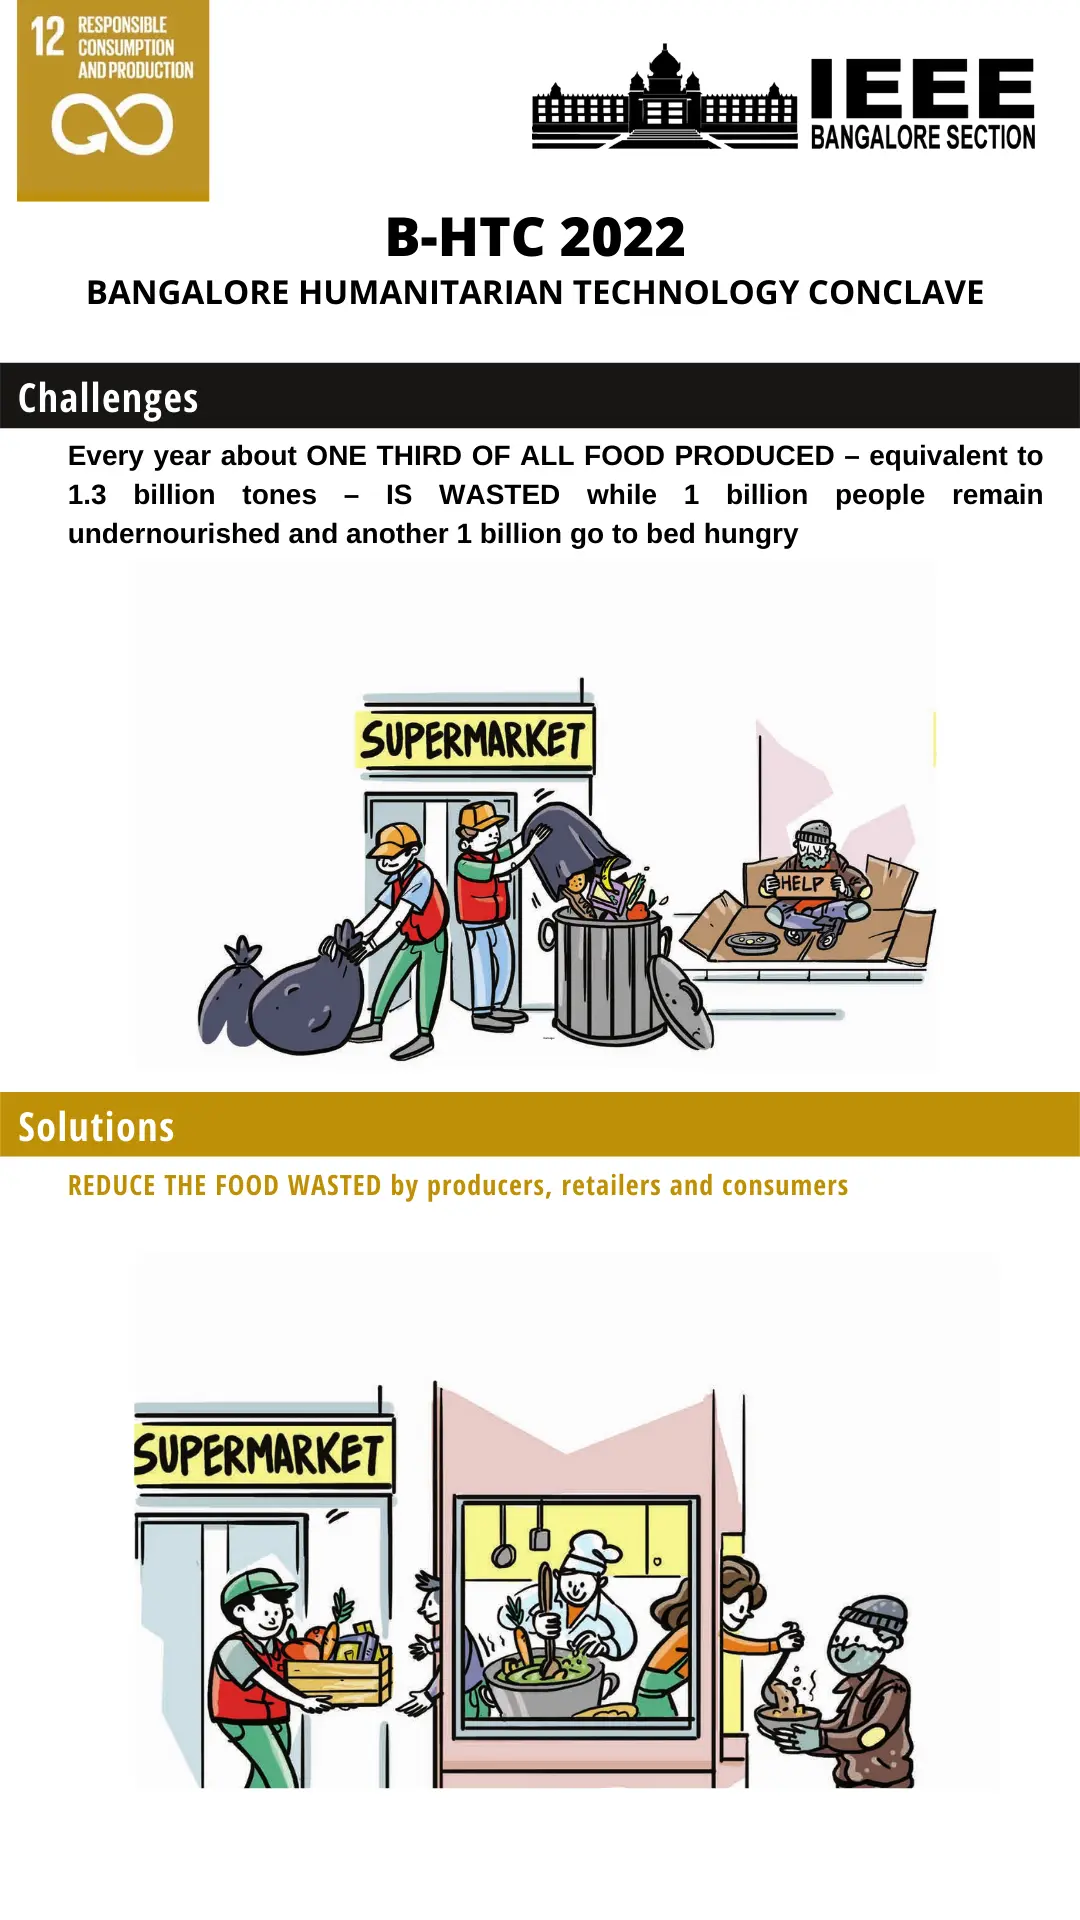 12 RESPONSIBLE
CONSUMPTION
AND PRODUCTION
IEEE
BANGALORE SECTION
B-HTC 2022
BANGALORE HUMANITARIAN TECHNOLOGY CONCLAVE
Challenges
Every year about ONE THIRD OF ALL FOOD PRODUCED – equivalent to
1.3 billion tones – IS WASTED while 1 billion people remain
undernourished and another 1 billion go to bed hungry
SUPERMARKET
HELP
Solutions
REDUCE THE FOOD WASTED by producers, retailers and consumers
SUPERMARKET